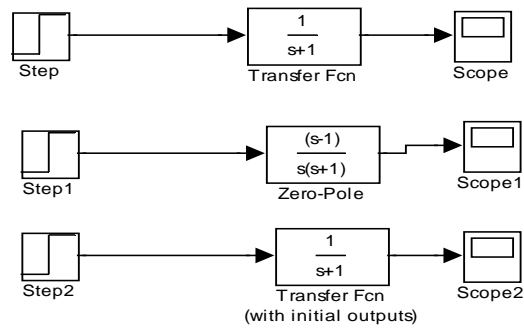 1
s+1
Step
Transfer Fcn
Scope
(s-1)
s(s+1)
Step1
Zero-Pole
Scope1
1
s+1
Step2
Transfer Fcn
(with initial outputs)
Scope2